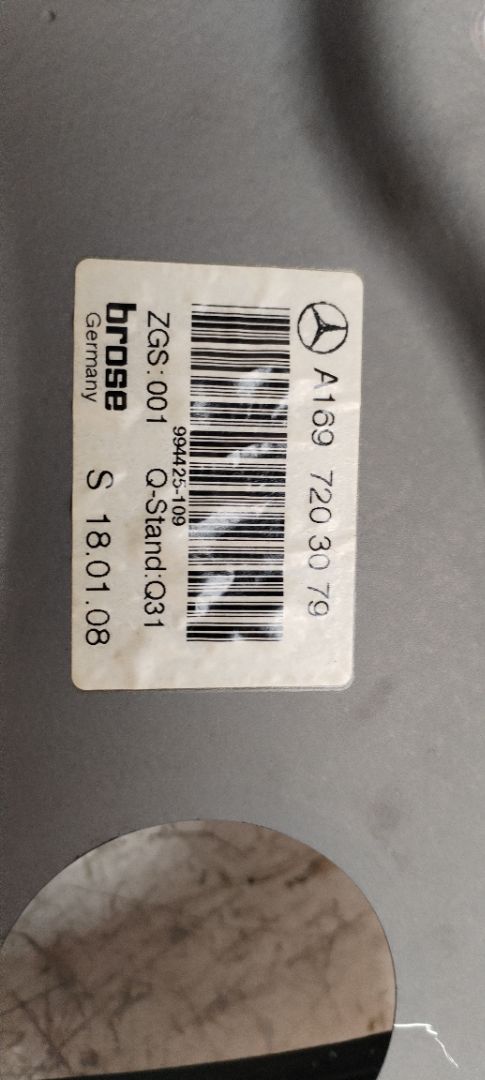 A169 720 30 79
994425-109
ZGS: 001 Q-Stand:Q31
brose S 18.01.08
Germany